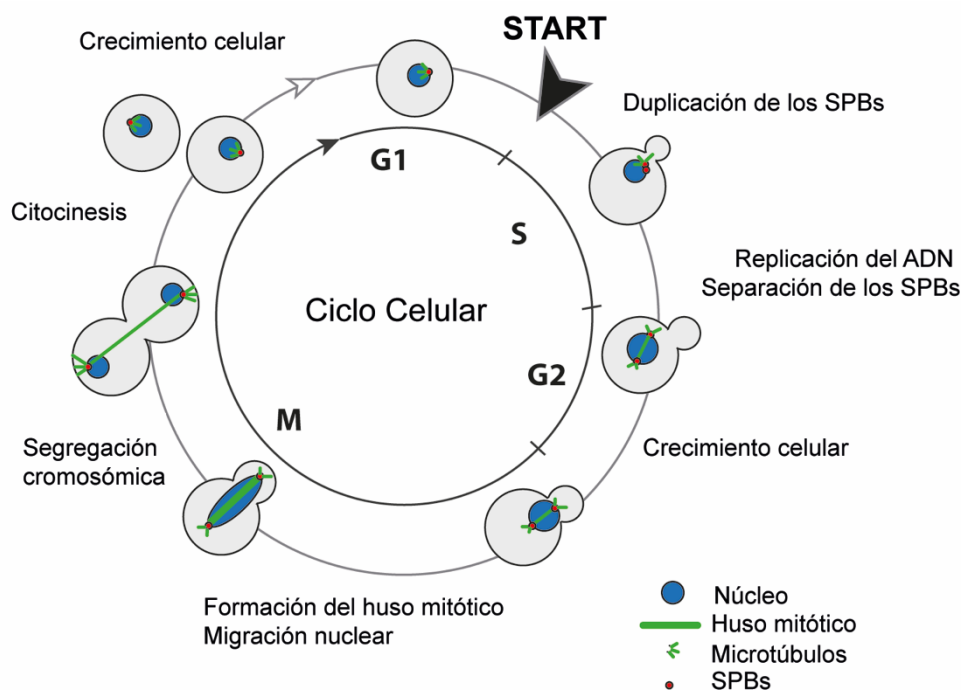 START
Crecimiento celular
Duplicación de los SPBs
G1
Citocinesis
S
Replicación del ADN
Separación de los SPBs
Ciclo Celular
G2
M
Segregación
cromosómica
Crecimiento celular
Formación del huso mitótico
Migración nuclear
Núcleo
Huso mitótico
Microtúbulos
SPBs